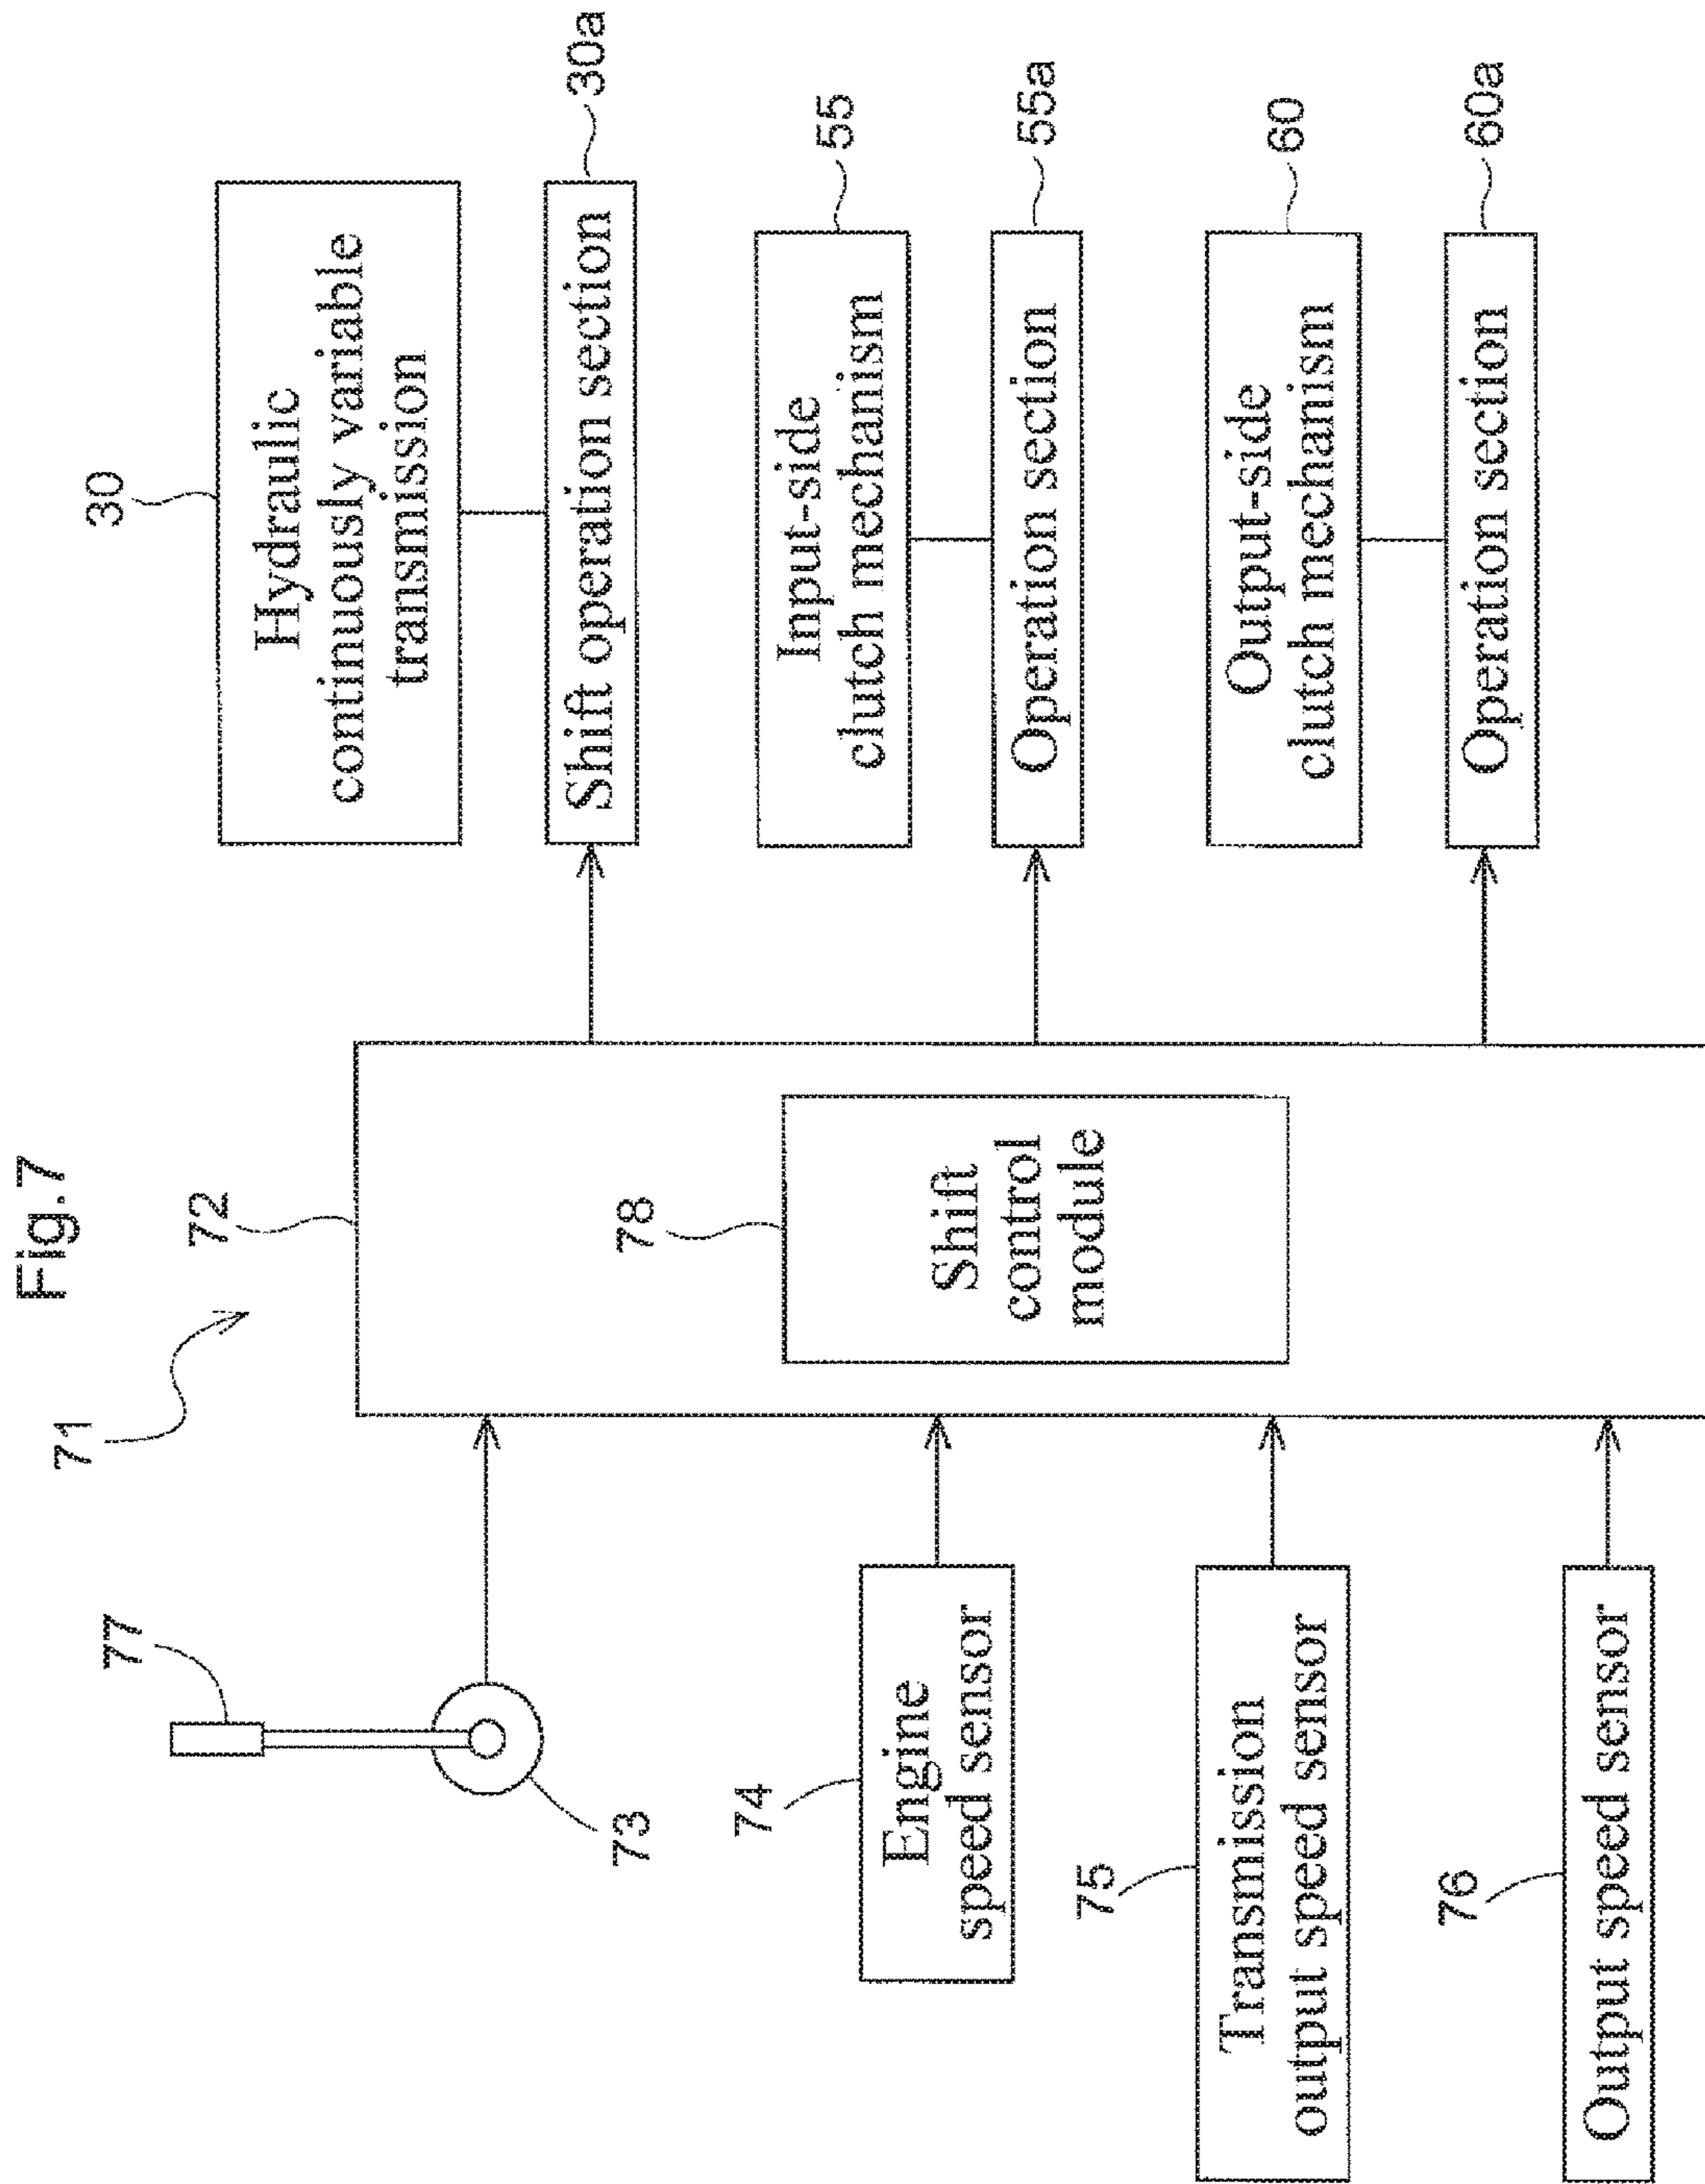 Fig.7
71
72
78
Shift
control
module
77
73
74
Engine
speed sensor
75
Transmission
output speed sensor
76
Output speed sensor
30
Hydraulic
continuously variable
transmission
Shift operation section
30a
Input-side
clutch mechanism
55
Operation section
55a
Output-side
clutch mechanism
60
Operation section
60a